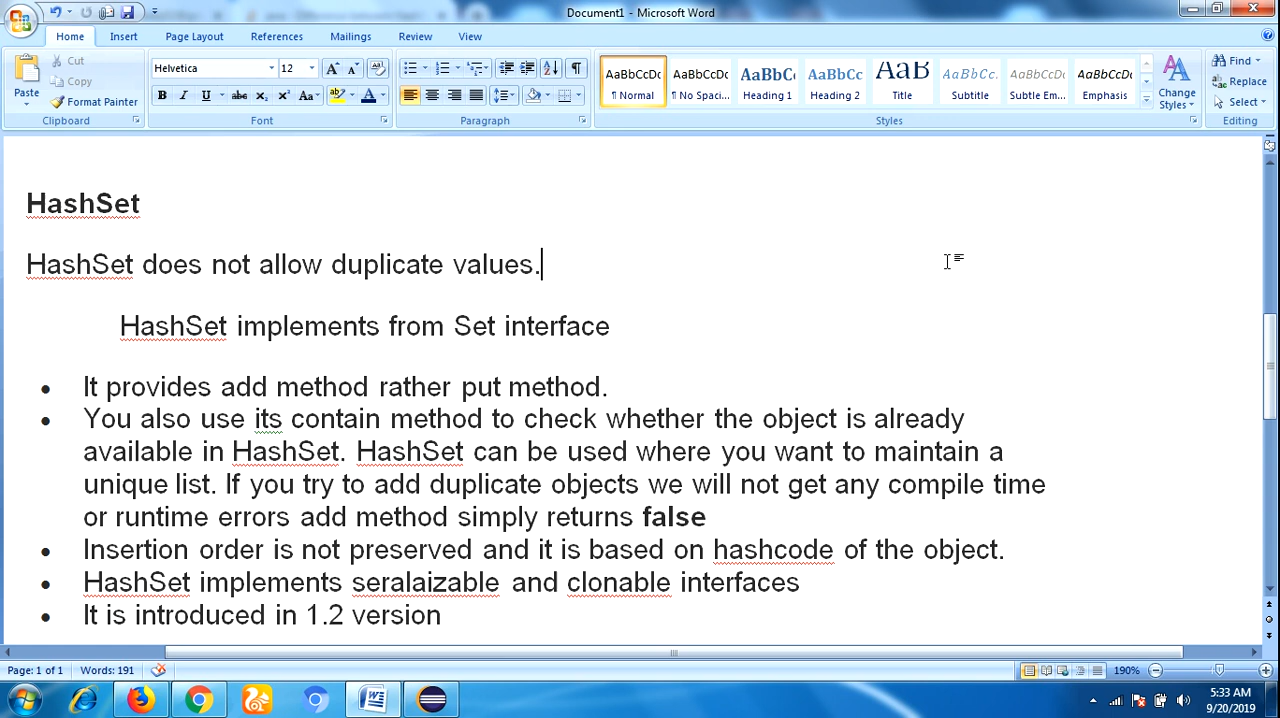 Document1 - Microsoft Word
Home Insert Page Layout References Mailings Review View
Paste
Cut
Copy
Format Painter
Clipboard
Helvetica 12
Font
Paragraph
AaBbCcDc
¶ Normal
AaBbCcDc
¶ No Spaci...
AaBbC
Heading 1
AaBbCc
Heading 2
AaB
Title
AaBbCc.
Subtitle
AaBbCcDc
Subtle Em...
AaBbCcDc
Emphasis
Change
Styles
Styles
Find
Replace
Select
Editing
HashSet
HashSet does not allow duplicate values.
HashSet implements from Set interface
• It provides add method rather put method.
• You also use its contain method to check whether the object is already
available in HashSet. HashSet can be used where you want to maintain a
unique list. If you try to add duplicate objects we will not get any compile time
or runtime errors add method simply returns false
• Insertion order is not preserved and it is based on hashcode of the object.
• HashSet implements seralaizable and clonable interfaces
• It is introduced in 1.2 version
Page: 1 of 1 Words: 191 190%
5:33 AM
9/20/2019